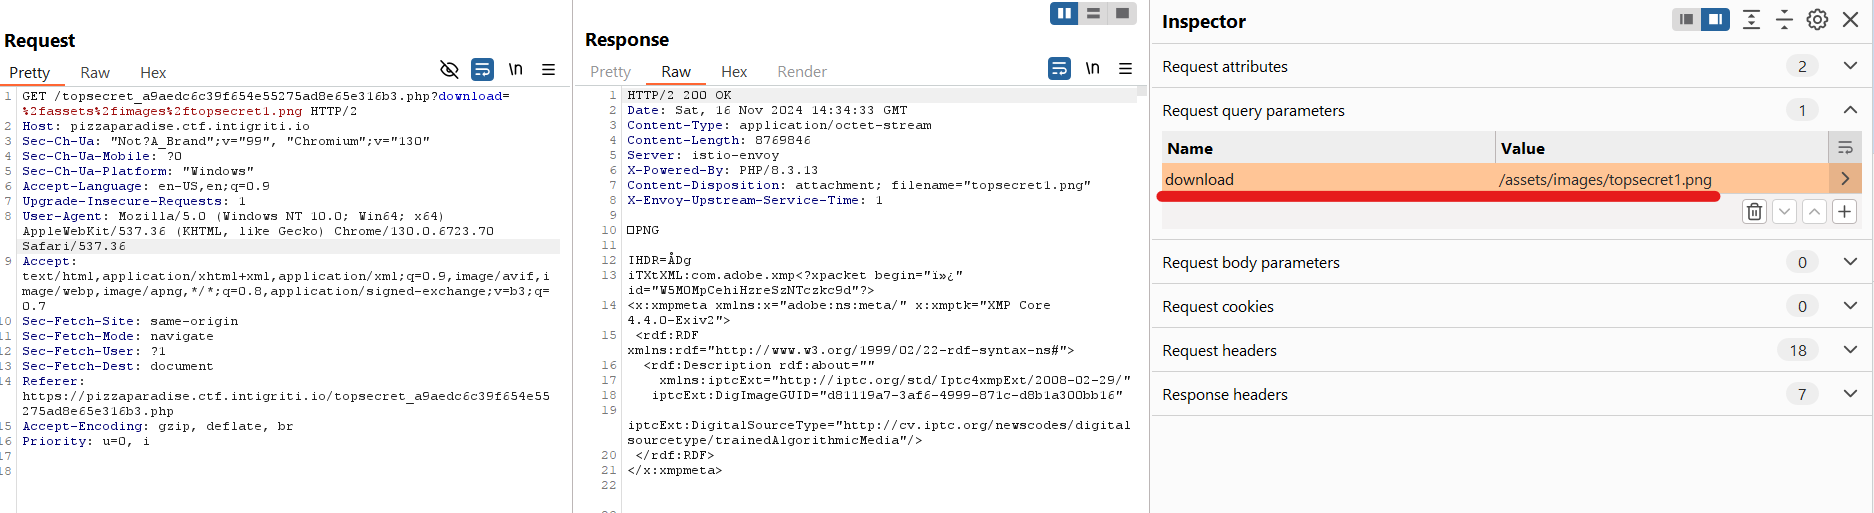 Request
Pretty Raw Hex
\n
1 GET /topsecret_a9aedc6c39f654e55275ad8e65e316b3.php?download=
%2fassets%2fimages%2ftopsecret1.png HTTP/2
2 Host: pizzaparadise.ctf.intigriti.io
3 Sec-Ch-Ua: "Not?A_Brand";v="99", "Chromium";v="130"
4 Sec-Ch-Ua-Mobile: ?0
5 Sec-Ch-Ua-Platform: "Windows"
6 Accept-Language: en-US,en;q=0.9
7 Upgrade-Insecure-Requests: 1
8 User-Agent: Mozilla/5.0 (Windows NT 10.0; Win64; x64)
AppleWebKit/537.36 (KHTML, like Gecko) Chrome/130.0.6723.70
Safari/537.36
9 Accept:
text/html,application/xhtml+xml,application/xml;q=0.9,image/avif,i
mage/webp,image/apng,*/*;q=0.8,application/signed-exchange;v=b3;q=
0.7
10 Sec-Fetch-Site: same-origin
11 Sec-Fetch-Mode: navigate
12 Sec-Fetch-User: ?1
13 Sec-Fetch-Dest: document
14 Referer:
https://pizzaparadise.ctf.intigriti.io/topsecret_a9aedc6c39f654e55
275ad8e65e316b3.php
15 Accept-Encoding: gzip, deflate, br
16 Priority: u=0, i
17
18
Response
Pretty Raw Hex Render
\n
1 HTTP/2 200 OK
2 Date: Sat, 16 Nov 2024 14:34:33 GMT
3 Content-Type: application/octet-stream
4 Content-Length: 8769846
5 Server: istio-envoy
6 X-Powered-By: PHP/8.3.13
7 Content-Disposition: attachment; filename="topsecret1.png"
8 X-Envoy-Upstream-Service-Time: 1
9
10 □PNG
11
12 IHDR=ÅDg
13 iTXtXML:com.adobe.xmp<?xpacket begin="ï»¿"
id="W5M0MpCehiHzreSzNTczkc9d"?>
14 <x:xmpmeta xmlns:x="adobe:ns:meta/" x:xmptk="XMP Core
4.4.0-Exiv2">
15 <rdf:RDF
xmlns:rdf="http://www.w3.org/1999/02/22-rdf-syntax-ns#">
16 <rdf:Description rdf:about=""
17 xmlns:iptcExt="http://iptc.org/std/Iptc4xmpExt/2008-02-29/"
18 iptcExt:DigImageGUID="d81119a7-3af6-4999-871c-d8b1a300bb16"
19
iptcExt:DigitalSourceType="http://cv.iptc.org/newscodes/digital
sourcetype/trainedAlgorithmicMedia"/>
20 </rdf:RDF>
21 </x:xmpmeta>
22
Inspector
Request attributes 2
Request query parameters 1
Name Value
download /assets/images/topsecret1.png
Request body parameters 0
Request cookies 0
Request headers 18
Response headers 7